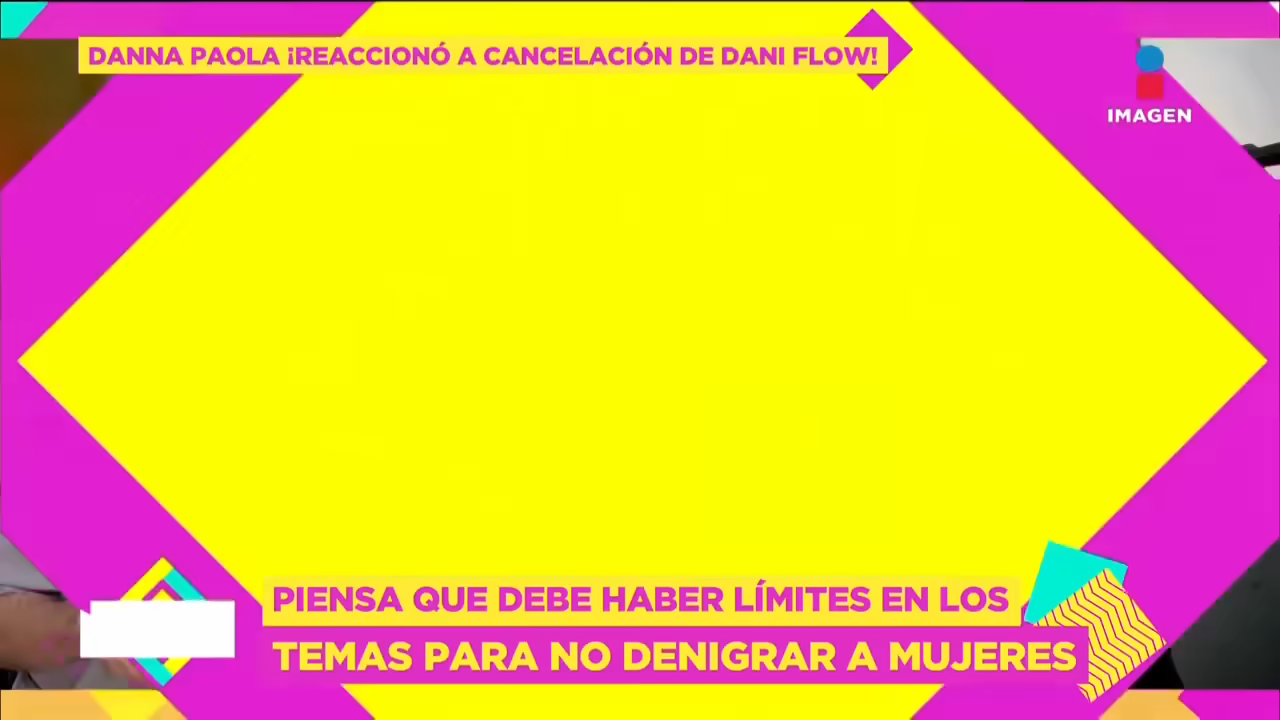 DANNA PAOLA ¡REACCIONÓ A CANCELACIÓN DE DANI FLOW!
IMAGEN
PIENSA QUE DEBE HABER LÍMITES EN LOS
TEMAS PARA NO DENIGRAR A MUJERES